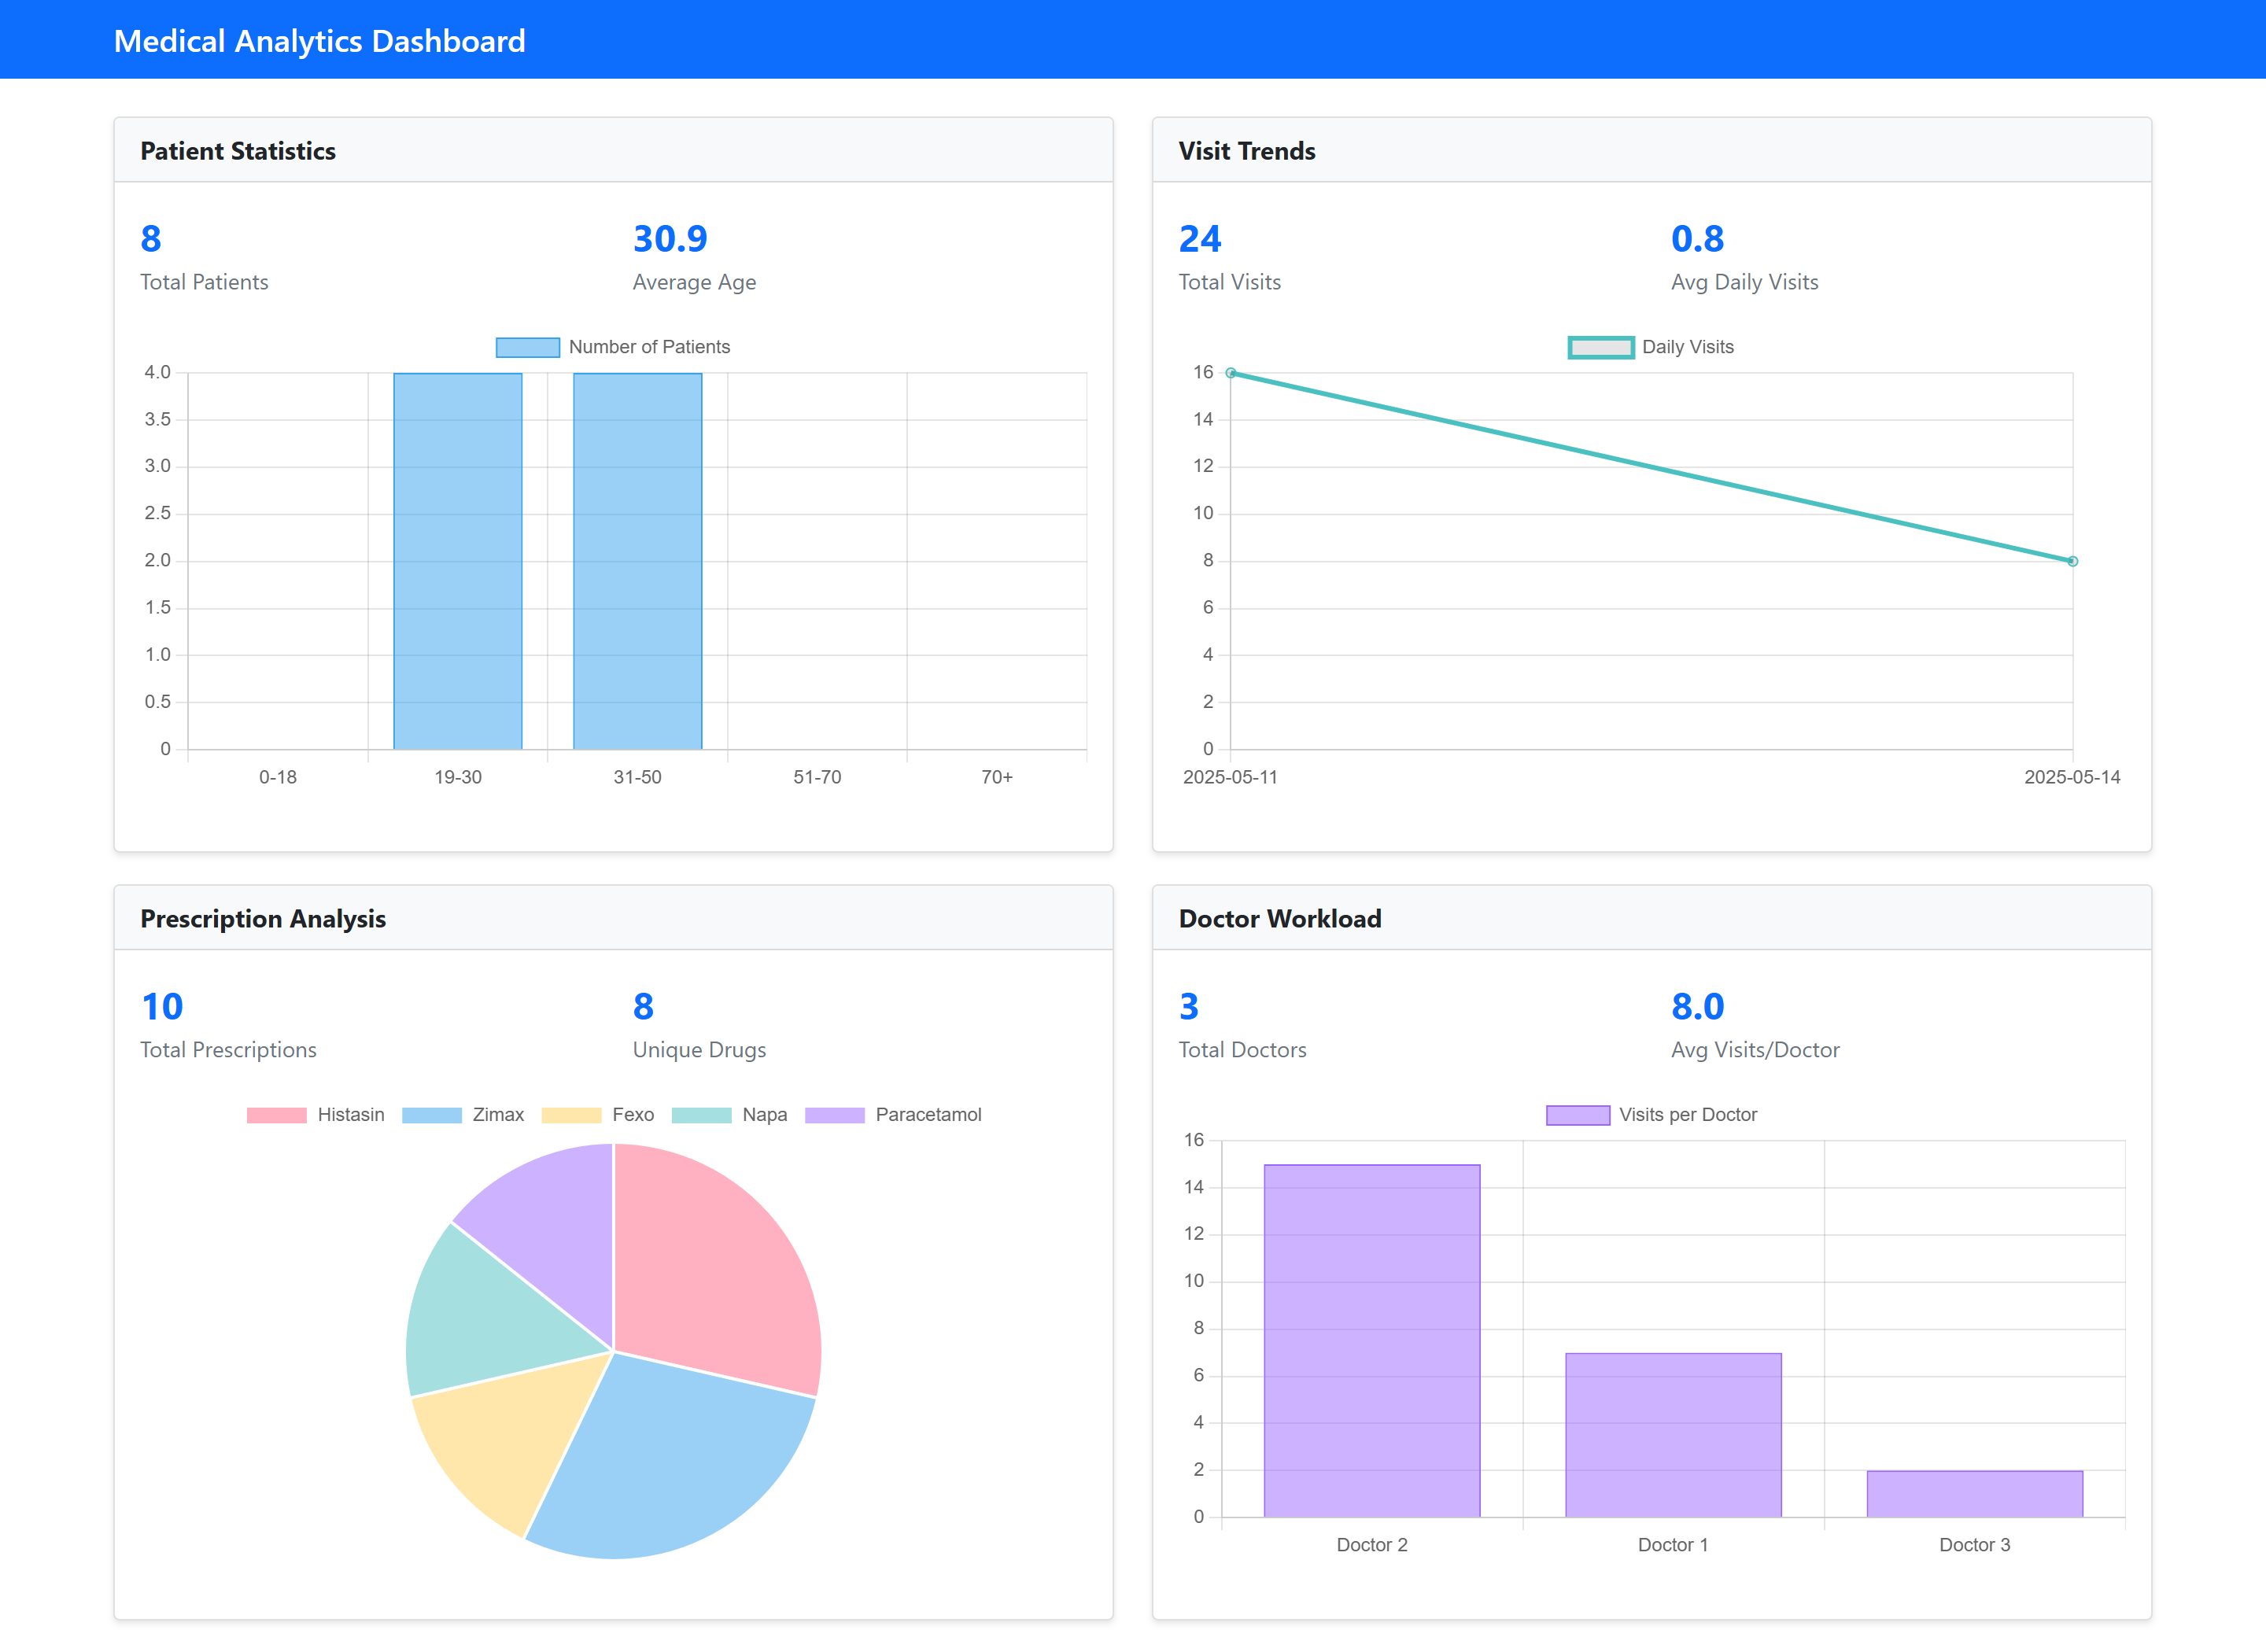 Medical Analytics Dashboard
Patient Statistics
8
Total Patients
30.9
Average Age
Number of Patients
4.0
3.5
3.0
2.5
2.0
1.5
1.0
0.5
0
0-18 19-30 31-50 51-70 70+
Visit Trends
24
Total Visits
0.8
Avg Daily Visits
Daily Visits
16
14
12
10
8
6
4
2
0
2025-05-11 2025-05-14
Prescription Analysis
10
Total Prescriptions
8
Unique Drugs
Histasin Zimax Fexo Napa Paracetamol
Doctor Workload
3
Total Doctors
8.0
Avg Visits/Doctor
Visits per Doctor
16
14
12
10
8
6
4
2
0
Doctor 2 Doctor 1 Doctor 3